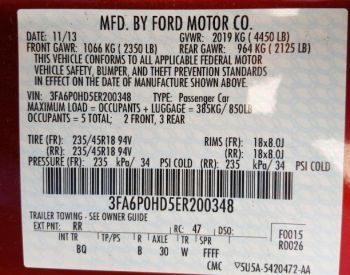 MFD. BY FORD MOTOR CO.
DATE: 11/13 GVWR: 2019 KG ( 4450 LB)
FRONT GAWR: 1066 KG ( 2350 LB) REAR GAWR: 964 KG ( 2125 LB)
THIS VEHICLE CONFORMS TO ALL APPLICABLE FEDERAL MOTOR
VEHICLE SAFETY, BUMPER, AND THEFT PREVENTION STANDARDS
IN EFFECT ON THE DATE OF MANUFACTURE SHOWN ABOVE.
VIN: 3FA6P0HD5ER200348 TYPE: Passenger Car
MAXIMUM LOAD = OCCUPANTS + LUGGAGE = 385KG/ 850LB
OCCUPANTS = 5 TOTAL: 2 FRONT, 3 REAR
TIRE (FR): 235/45R18 94V RIMS (FR): 18x8.0J
(RR): 235/45R18 94V (RR): 18x8.0J
PRESSURE (FR): 235 kPa/ 34 PSI COLD (RR): 235 kPa/ 34 PSI COLD
3FA6P0HD5ER200348
TRAILER TOWING - SEE OWNER GUIDE
EXT PNT: RR RC: 47 F0015
R0026
INT TR TP/PS R AXLE TR SPR
BQ B 30 W FFFF
CMC 5U5A-5420472-AA